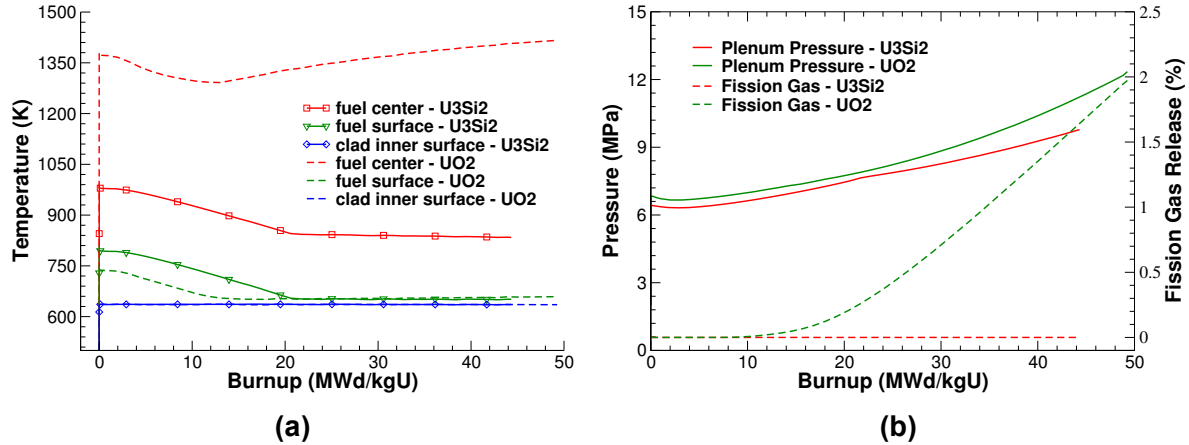 1500
1350
1200
1050
900
750
600
Temperature (K)
fuel center - U3Si2
fuel surface - U3Si2
clad inner surface - U3Si2
fuel center - UO2
fuel surface - UO2
clad inner surface - UO2
0 10 20 30 40 50
Burnup (MWd/kgU)
(a)
15
12
9
6
3
0
Pressure (MPa)
Plenum Pressure - U3Si2
Plenum Pressure - UO2
Fission Gas - U3Si2
Fission Gas - UO2
2.5
2
1.5
1
0.5
0
Fission Gas Release (%)
0 10 20 30 40 50
Burnup (MWd/kgU)
(b)